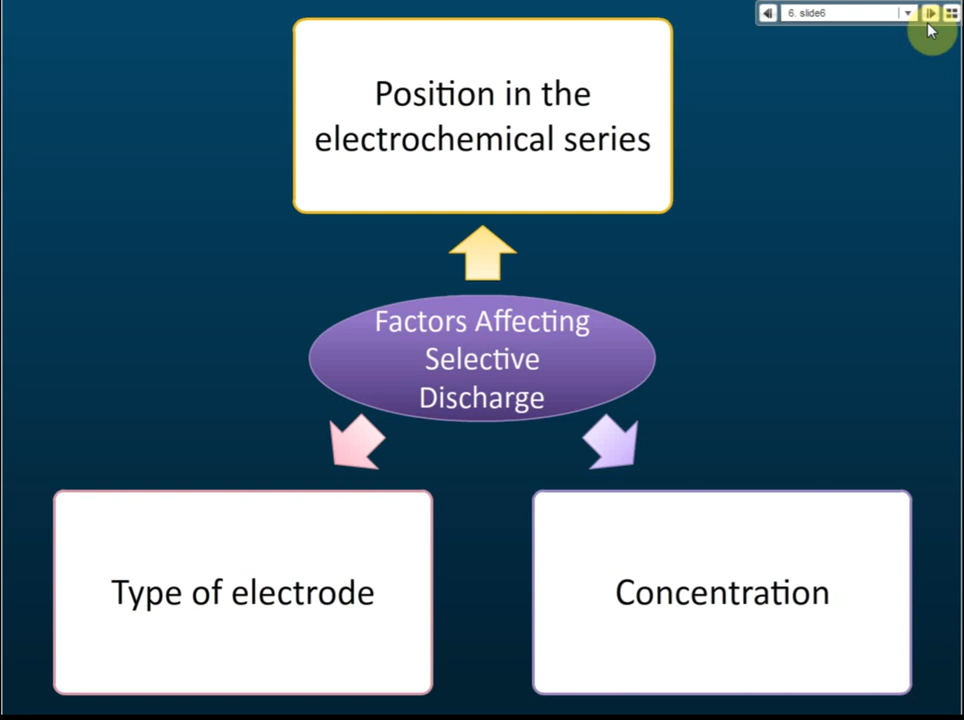 6. slide6
Position in the
electrochemical series
Factors Affecting
Selective
Discharge
Type of electrode
Concentration